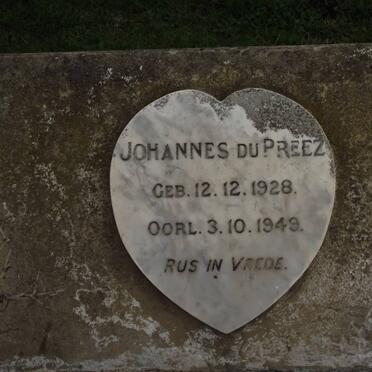 JOHANNES DU PREEZ
GEB. 12.12.1928.
OORL. 3.10.1949.
RUS IN VREDE.